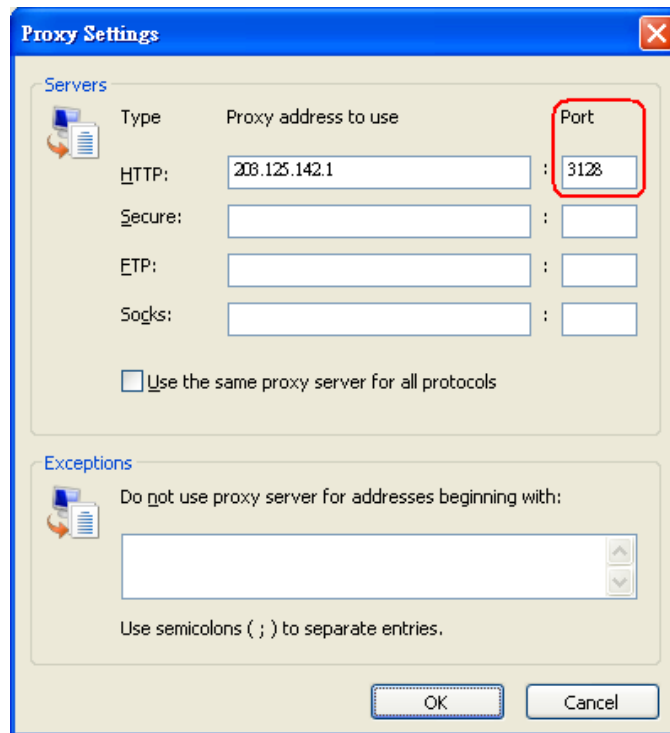 Proxy Settings
Servers
Type Proxy address to use Port
HTTP: 203.125.142.1 : 3128
Secure: :
FTP: :
Socks: :
Use the same proxy server for all protocols
Exceptions
Do not use proxy server for addresses beginning with:
Use semicolons ( ; ) to separate entries.
OK Cancel